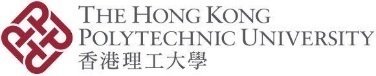 THE HONG KONG
POLYTECHNIC UNIVERSITY
香港理工大學